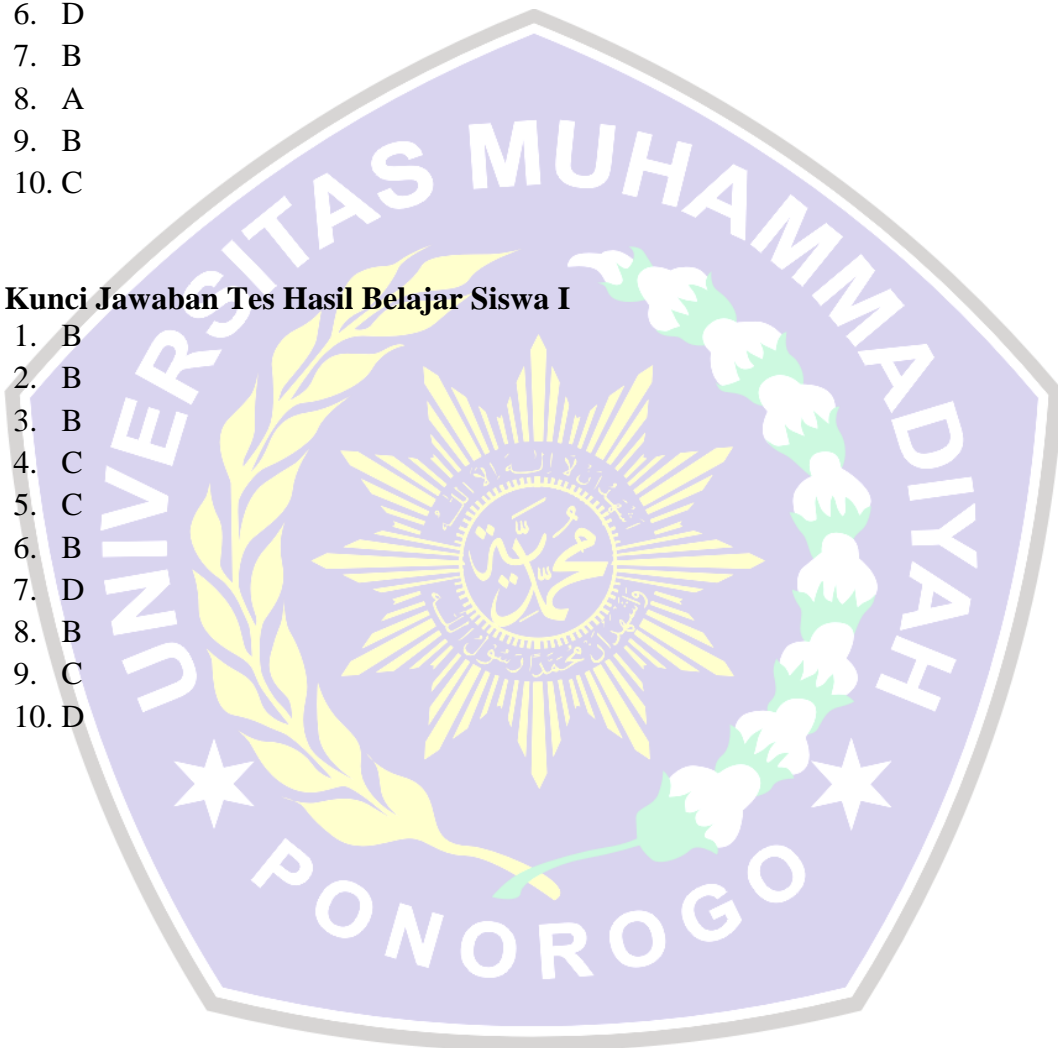 6. D
7. B
8. A
9. B
10. C
Kunci Jawaban Tes Hasil Belajar Siswa I
1. B
2. B
3. B
4. C
5. C
6. B
7. D
8. B
9. C
10. D
UNIVERSITAS MUHAMMADIYAH
PONOROGO